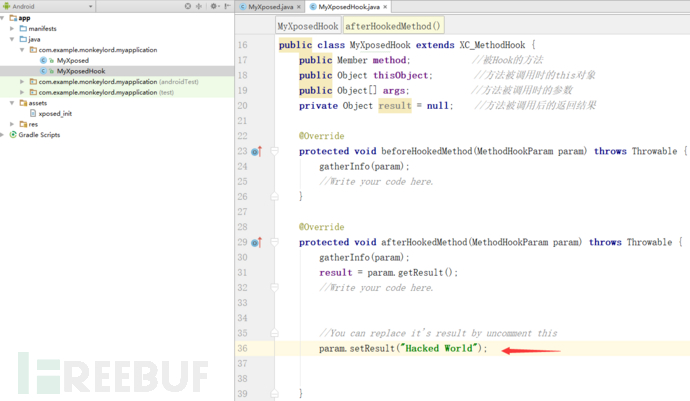 Android
app
manifests
java
com.example.monkeylord.myapplication
MyXposed
MyXposedHook
com.example.monkeylord.myapplication (androidTest)
com.example.monkeylord.myapplication (test)
assets
xposed_init
res
Gradle Scripts
MyXposed.java × MyXposedHook.java ×
MyXposedHook afterHookedMethod()
16 public class MyXposedHook extends XC_MethodHook {
17 public Member method; //被Hook的方法
18 public Object thisObject; //方法被调用时的this对象
19 public Object[] args; //方法被调用时的参数
20 private Object result = null; //方法被调用后的返回结果
21
22 @Override
23 protected void beforeHookedMethod(MethodHookParam param) throws Throwable {
24 gatherInfo(param);
25 //Write your code here.
26 }
27
28 @Override
29 protected void afterHookedMethod(MethodHookParam param) throws Throwable {
30 gatherInfo(param);
31 result = param.getResult();
32 //Write your code here.
33
34
35 //You can replace it's result by uncomment this
36 param.setResult("Hacked World");
37
38
39 }
FREEBUF